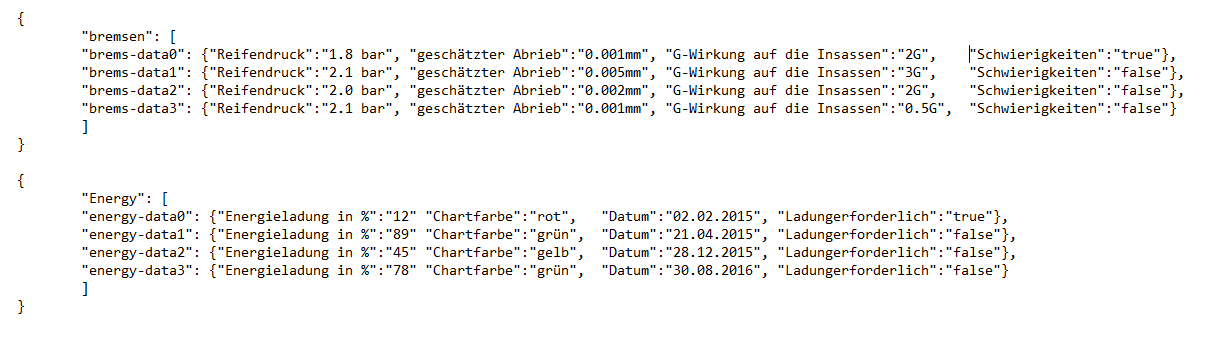 {
"bremsen": [
"brems-data0": {"Reifendruck":"1.8 bar", "geschätzter Abrieb":"0.001mm", "G-Wirkung auf die Insassen":"2G", "Schwierigkeiten":"true"},
"brems-data1": {"Reifendruck":"2.1 bar", "geschätzter Abrieb":"0.005mm", "G-Wirkung auf die Insassen":"3G", "Schwierigkeiten":"false"},
"brems-data2": {"Reifendruck":"2.0 bar", "geschätzter Abrieb":"0.002mm", "G-Wirkung auf die Insassen":"2G", "Schwierigkeiten":"false"},
"brems-data3": {"Reifendruck":"2.1 bar", "geschätzter Abrieb":"0.001mm", "G-Wirkung auf die Insassen":"0.5G", "Schwierigkeiten":"false"}
]
}
{
"Energy": [
"energy-data0": {"Energieladung in %":"12" "Chartfarbe":"rot", "Datum":"02.02.2015", "Ladungerforderlich":"true"},
"energy-data1": {"Energieladung in %":"89" "Chartfarbe":"grün", "Datum":"21.04.2015", "Ladungerforderlich":"false"},
"energy-data2": {"Energieladung in %":"45" "Chartfarbe":"gelb", "Datum":"28.12.2015", "Ladungerforderlich":"false"},
"energy-data3": {"Energieladung in %":"78" "Chartfarbe":"grün", "Datum":"30.08.2016", "Ladungerforderlich":"false"}
]
}